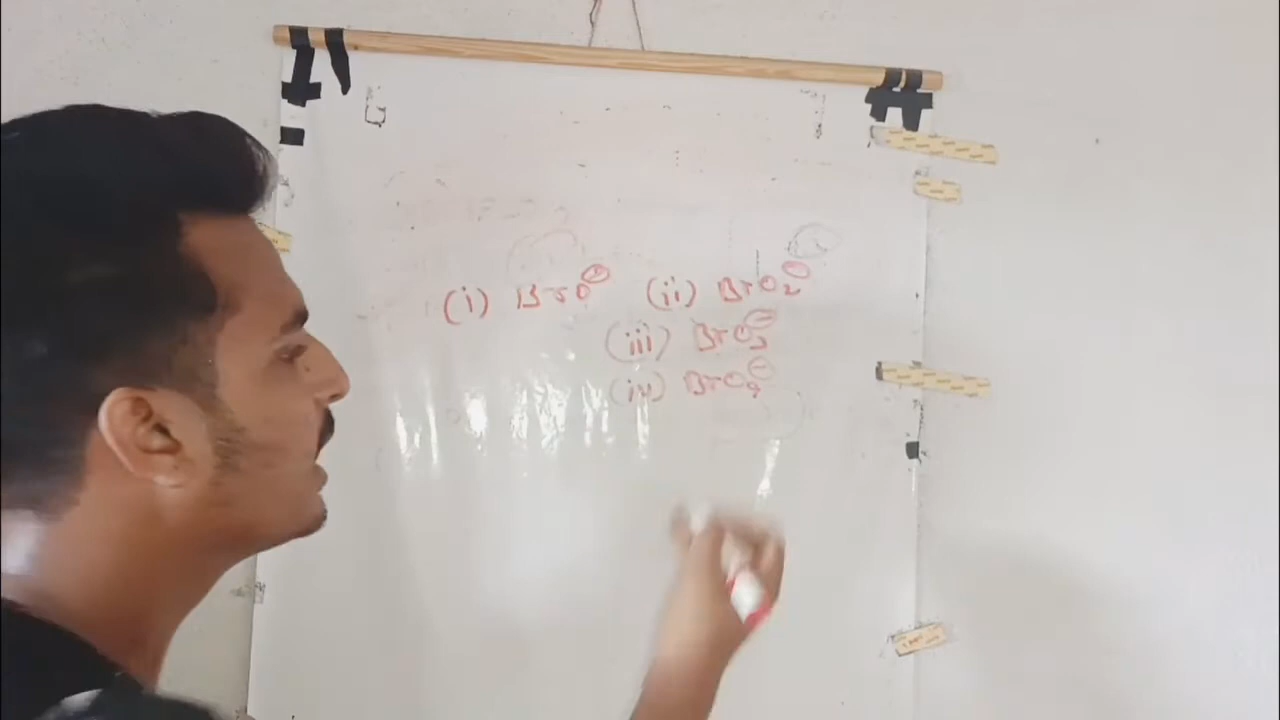 (i) BrO⊖ (ii) BrO₂⊖
(iii) BrO₃⊖
(iv) BrO₄⊖